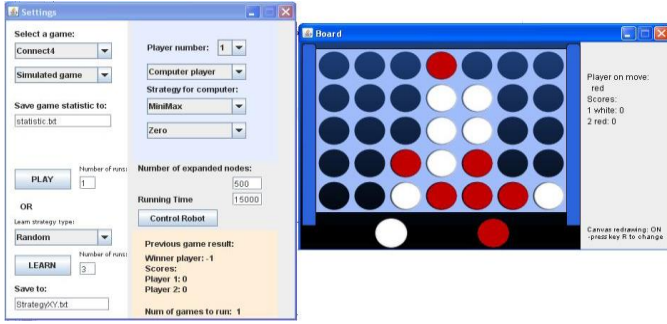 Settings
Select a game:
Connect4
Simulated game
Save game statistic to:
statistic.txt
PLAY
Number of runs:
1
OR
Learn strategy type:
Random
LEARN
Number of runs:
3
Save to:
StrategyXY.txt
Player number: 1
Computer player
Strategy for computer:
MiniMax
Zero
Number of expanded nodes:
500
Running Time 15000
Control Robot
Previous game result:
Winner player: -1
Scores:
Player 1: 0
Player 2: 0
Num of games to run: 1
Board
Player on move:
red
Scores:
1 white: 0
2 red: 0
Canvas redrawing: ON
-press key R to change